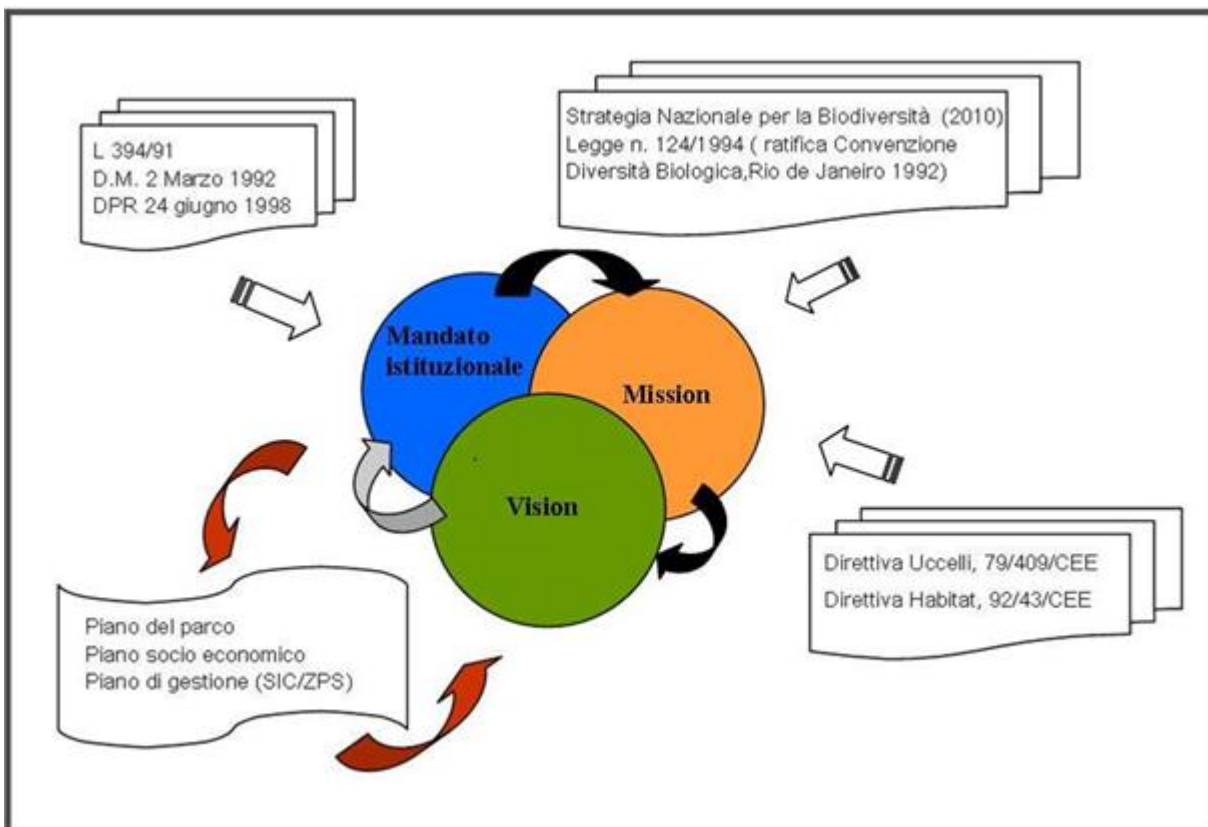 L 394/91
D.M. 2 Marzo 1992
DPR 24 giugno 1998
Strategia Nazionale per la Biodiversità (2010)
Legge n. 124/1994 ( ratifica Convenzione
Diversità Biologica,Rio de Janeiro 1992)
Mandato
istituzionale
Mission
Vision
Direttiva Uccelli, 79/409/CEE
Direttiva Habitat, 92/43/CEE
Piano del parco
Piano socio economico
Piano di gestione (SIC/ZPS)